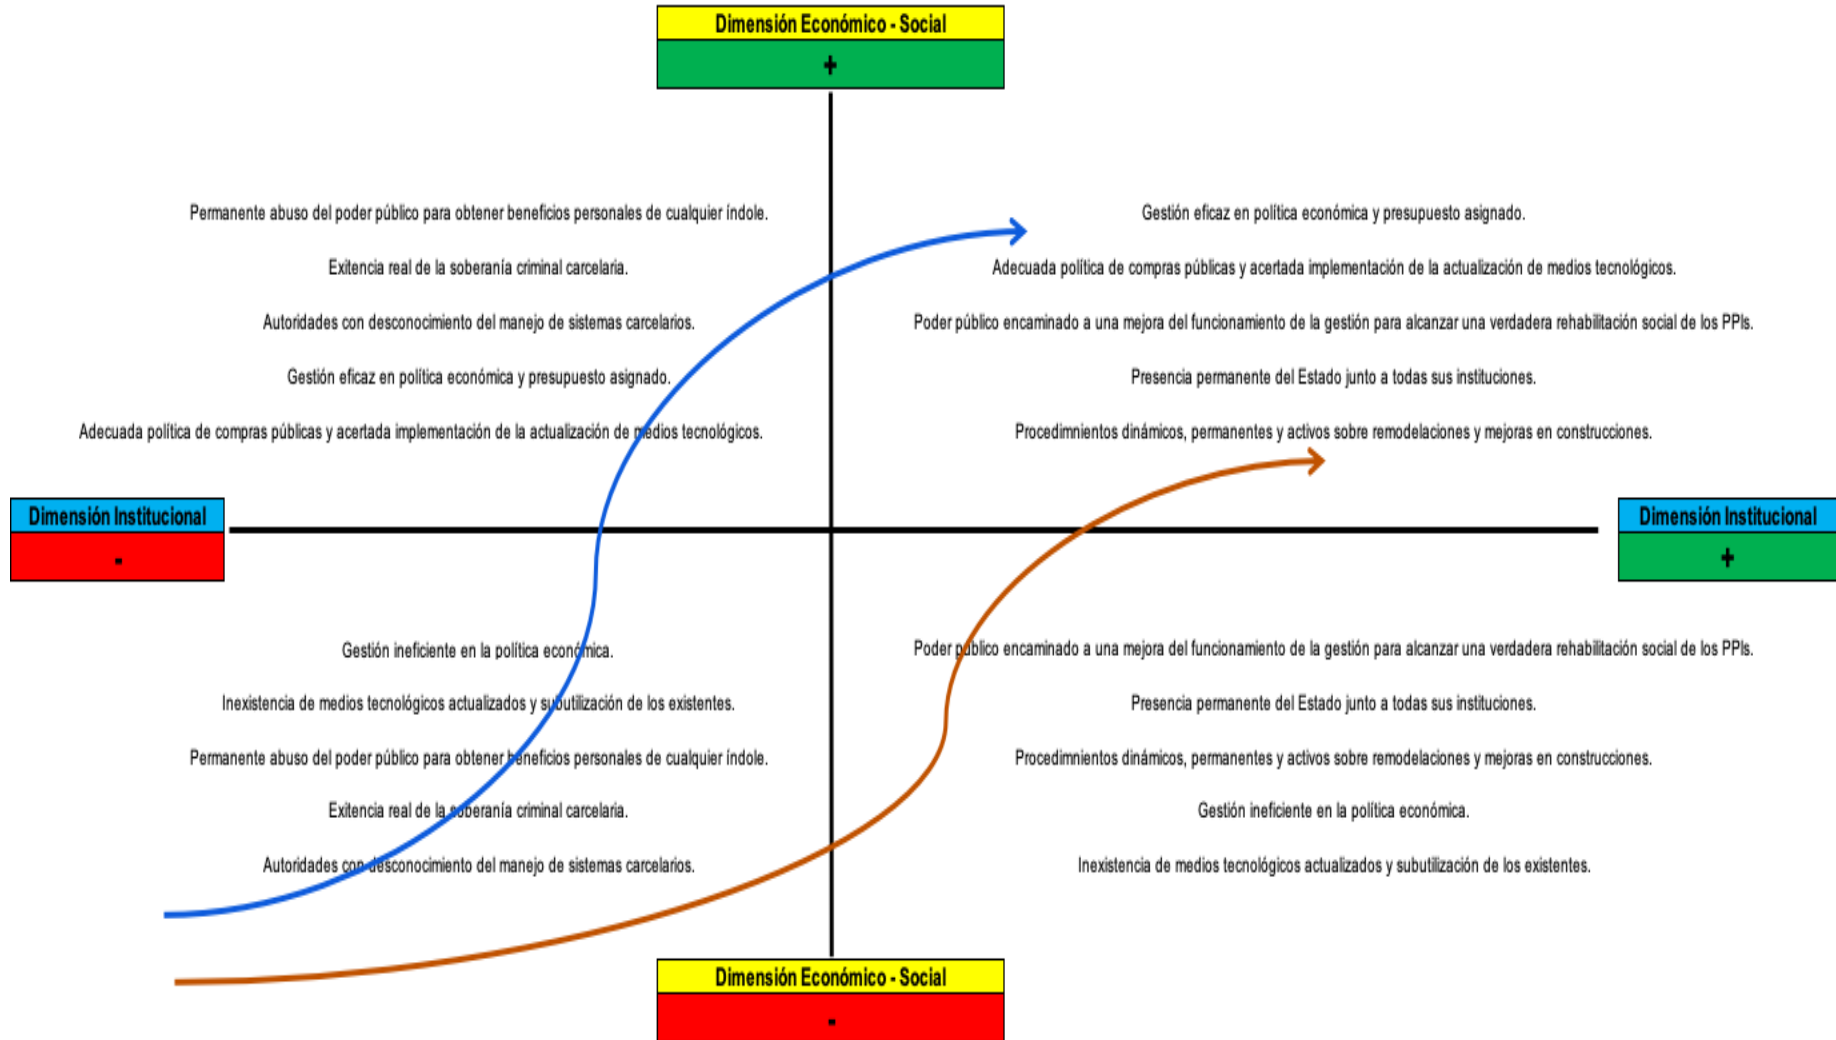 Dimensión Económico - Social
+
Permanente abuso del poder público para obtener beneficios personales de cualquier índole.
Exitencia real de la soberanía criminal carcelaria.
Autoridades con desconocimiento del manejo de sistemas carcelarios.
Gestión eficaz en política económica y presupuesto asignado.
Adecuada política de compras públicas y acertada implementación de la actualización de medios tecnológicos.
Gestión eficaz en política económica y presupuesto asignado.
Adecuada política de compras públicas y acertada implementación de la actualización de medios tecnológicos.
Poder público encaminado a una mejora del funcionamiento de la gestión para alcanzar una verdadera rehabilitación social de los PPIs.
Presencia permanente del Estado junto a todas sus instituciones.
Procedimnientos dinámicos, permanentes y activos sobre remodelaciones y mejoras en construcciones.
Dimensión Institucional
-
Dimensión Institucional
+
Gestión ineficiente en la política económica.
Inexistencia de medios tecnológicos actualizados y subutilización de los existentes.
Permanente abuso del poder público para obtener beneficios personales de cualquier índole.
Exitencia real de la soberanía criminal carcelaria.
Autoridades con desconocimiento del manejo de sistemas carcelarios.
Poder público encaminado a una mejora del funcionamiento de la gestión para alcanzar una verdadera rehabilitación social de los PPIs.
Presencia permanente del Estado junto a todas sus instituciones.
Procedimnientos dinámicos, permanentes y activos sobre remodelaciones y mejoras en construcciones.
Gestión ineficiente en la política económica.
Inexistencia de medios tecnológicos actualizados y subutilización de los existentes.
Dimensión Económico - Social
-